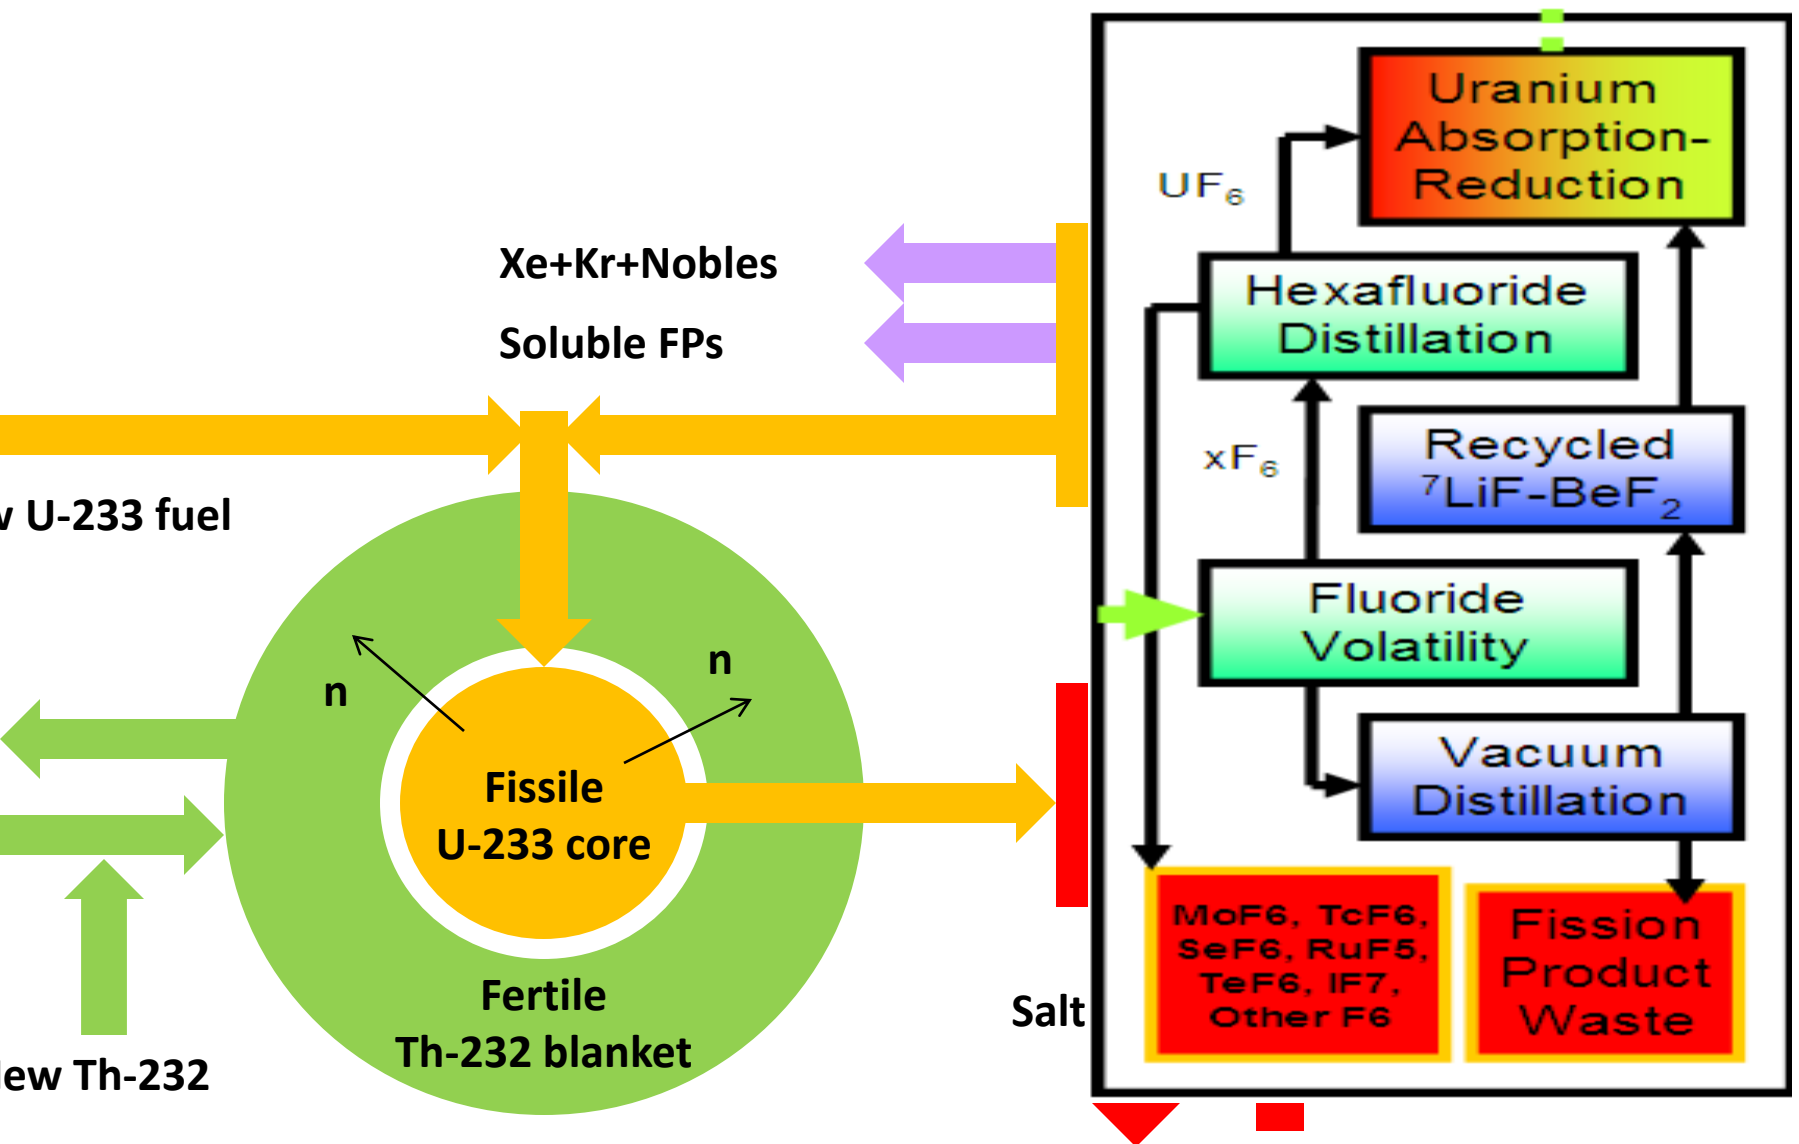 Xe+Kr+Nobles
Soluble FPs
U-233 fuel
n
n
Fissile
U-233 core
Fertile
Th-232 blanket
Th-232
Salt
Uranium
Absorption-
Reduction
UF₆
Hexafluoride
Distillation
xF₆
Recycled
⁷LiF-BeF₂
Fluoride
Volatility
Vacuum
Distillation
MoF6, TcF6,
SeF6, RuF5,
TeF6, IF7,
Other F6
Fission
Product
Waste